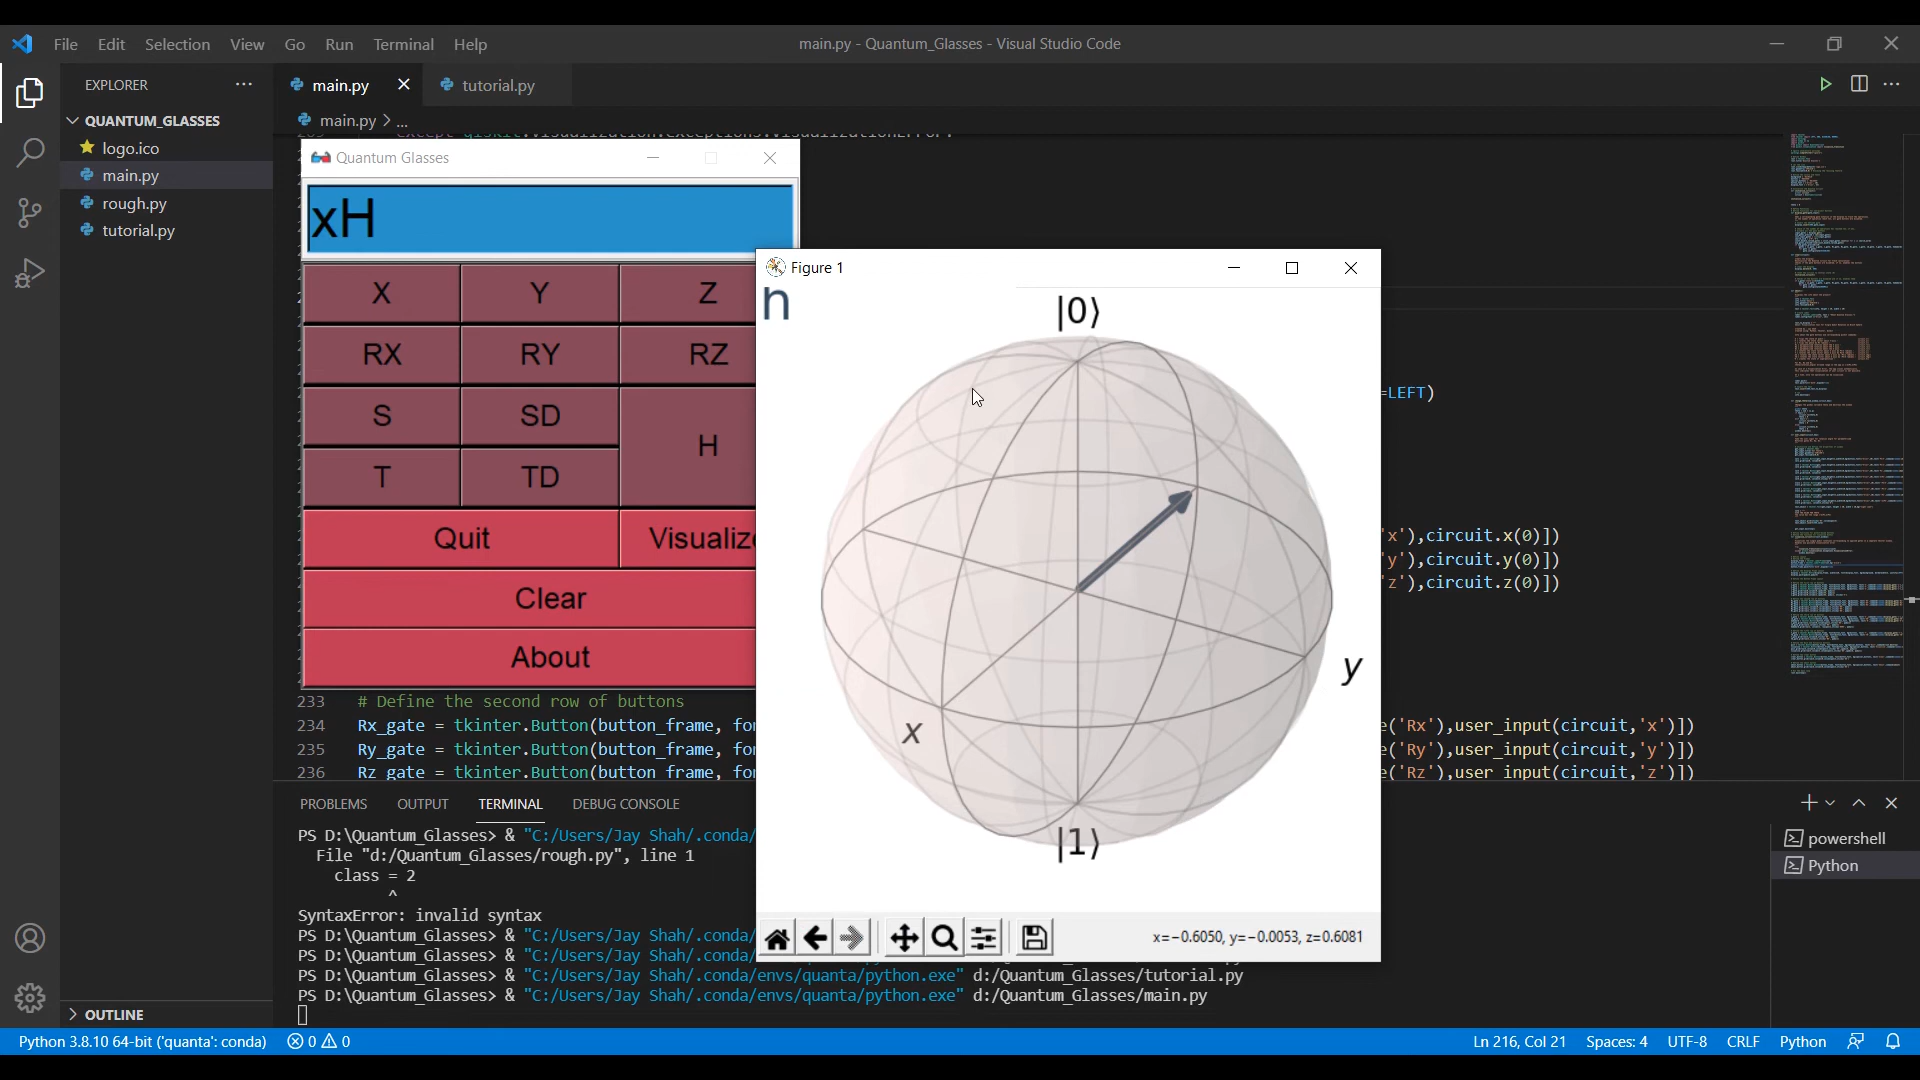 File Edit Selection View Go Run Terminal Help
main.py - Quantum_Glasses - Visual Studio Code
EXPLORER
main.py
tutorial.py
QUANTUM_GLASSES
main.py > ...
logo.ico
main.py
rough.py
tutorial.py
Quantum Glasses
xH
X Y Z
RX RY RZ
S SD
H
T TD
Quit
Clear
About
Figure 1
h
|0⟩
y
x
|1⟩
x=−0.6050, y=−0.0053, z=0.6081
=LEFT)
'x'),circuit.x(0)])
'y'),circuit.y(0)])
'z'),circuit.z(0)])
233 # Define the second row of buttons
234 Rx_gate = tkinter.Button(button_frame, e('Rx'),user_input(circuit,'x')])
235 Ry_gate = tkinter.Button(button_frame, e('Ry'),user_input(circuit,'y')])
236 Rz_gate = tkinter.Button(button_frame, e('Rz'),user_input(circuit,'z')])
PROBLEMS OUTPUT TERMINAL DEBUG CONSOLE
PS D:\Quantum_Glasses> & "C:/Users/Jay Shah/.conda/
File "d:/Quantum_Glasses/rough.py", line 1
class = 2
^
SyntaxError: invalid syntax
PS D:\Quantum_Glasses> & "C:/Users/Jay Shah/.conda/
PS D:\Quantum_Glasses> & "C:/Users/Jay Shah/.conda/
PS D:\Quantum_Glasses> & "C:/Users/Jay Shah/.conda/envs/quanta/python.exe" d:/Quantum_Glasses/tutorial.py
PS D:\Quantum_Glasses> & "C:/Users/Jay Shah/.conda/envs/quanta/python.exe" d:/Quantum_Glasses/main.py
powershell
Python
OUTLINE
Python 3.8.10 64-bit ('quanta': conda) 0 0
Ln 216, Col 21 Spaces: 4 UTF-8 CRLF Python